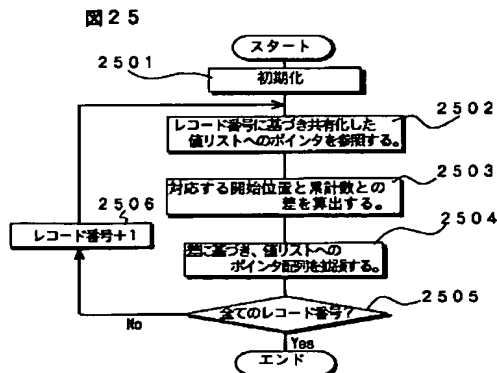 図25
スタート
2501
初期化
2502
レコード番号に基づき共有化した
値リストへのポインタを参照する。
2503
対応する開始位置と累計数との
差を算出する。
2504
差に基づき、値リストへの
ポインタ配列を拡張する。
2506
レコード番号+1
2505
全てのレコード番号?
No
Yes
エンド